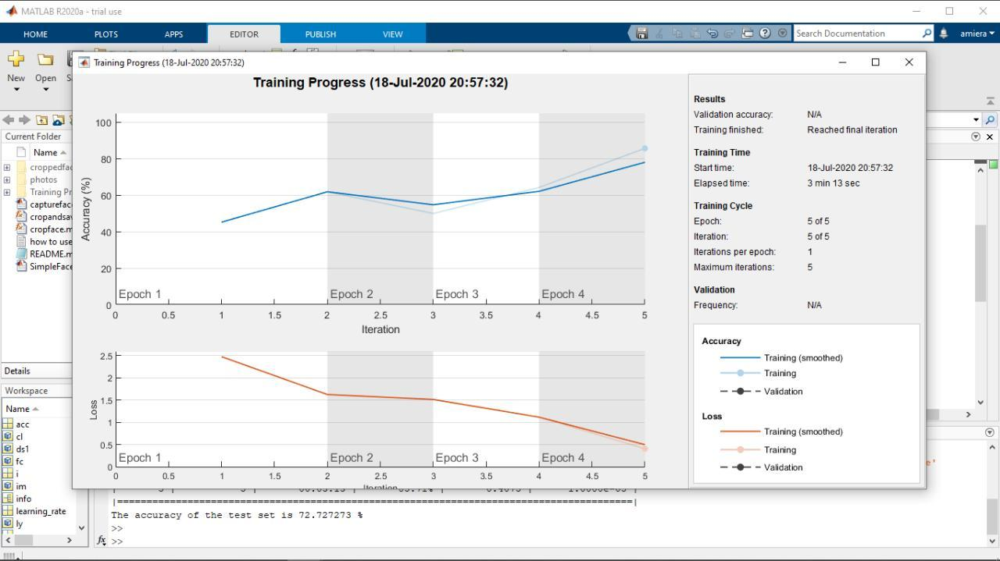 MATLAB R2020a - trial use
HOME PLOTS APPS EDITOR PUBLISH VIEW Search Documentation amiera
New Open
Training Progress (18-Jul-2020 20:57:32)
Training Progress (18-Jul-2020 20:57:32)
Current Folder
Name
photos
Training Pr
cropface.m
how to use
README.m
SimpleFace
Details
Workspace
Name
acc
cl
ds1
fc
i
im
info
learning_rate
ly
Accuracy (%)
100
80
60
40
20
0
Epoch 1 Epoch 2 Epoch 3 Epoch 4
0 0.5 1 1.5 2 2.5 3 3.5 4 4.5 5
Iteration
Loss
2.5
2
1.5
1
0.5
0
Epoch 1 Epoch 2 Epoch 3 Epoch 4
0 0.5 1 1.5 2 2.5 3 3.5 4 4.5 5
Iteration
Results
Validation accuracy: N/A
Training finished: Reached final iteration
Training Time
Start time: 18-Jul-2020 20:57:32
Elapsed time: 3 min 13 sec
Training Cycle
Epoch: 5 of 5
Iteration: 5 of 5
Iterations per epoch: 1
Maximum iterations: 5
Validation
Frequency: N/A
Accuracy
Training (smoothed)
Training
Validation
Loss
Training (smoothed)
Training
Validation
|======================================================================================|
The accuracy of the test set is 72.727273 %
>>
fx >>